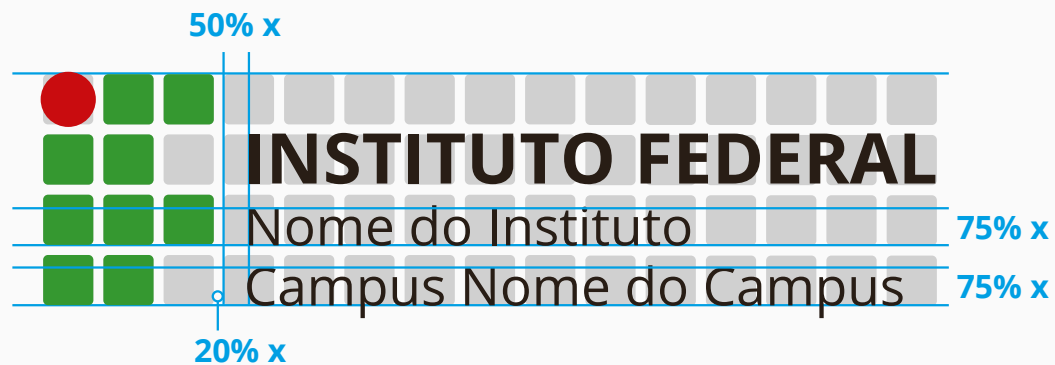 50% x
INSTITUTO FEDERAL
Nome do Instituto
75% x
Campus Nome do Campus
75% x
20% x